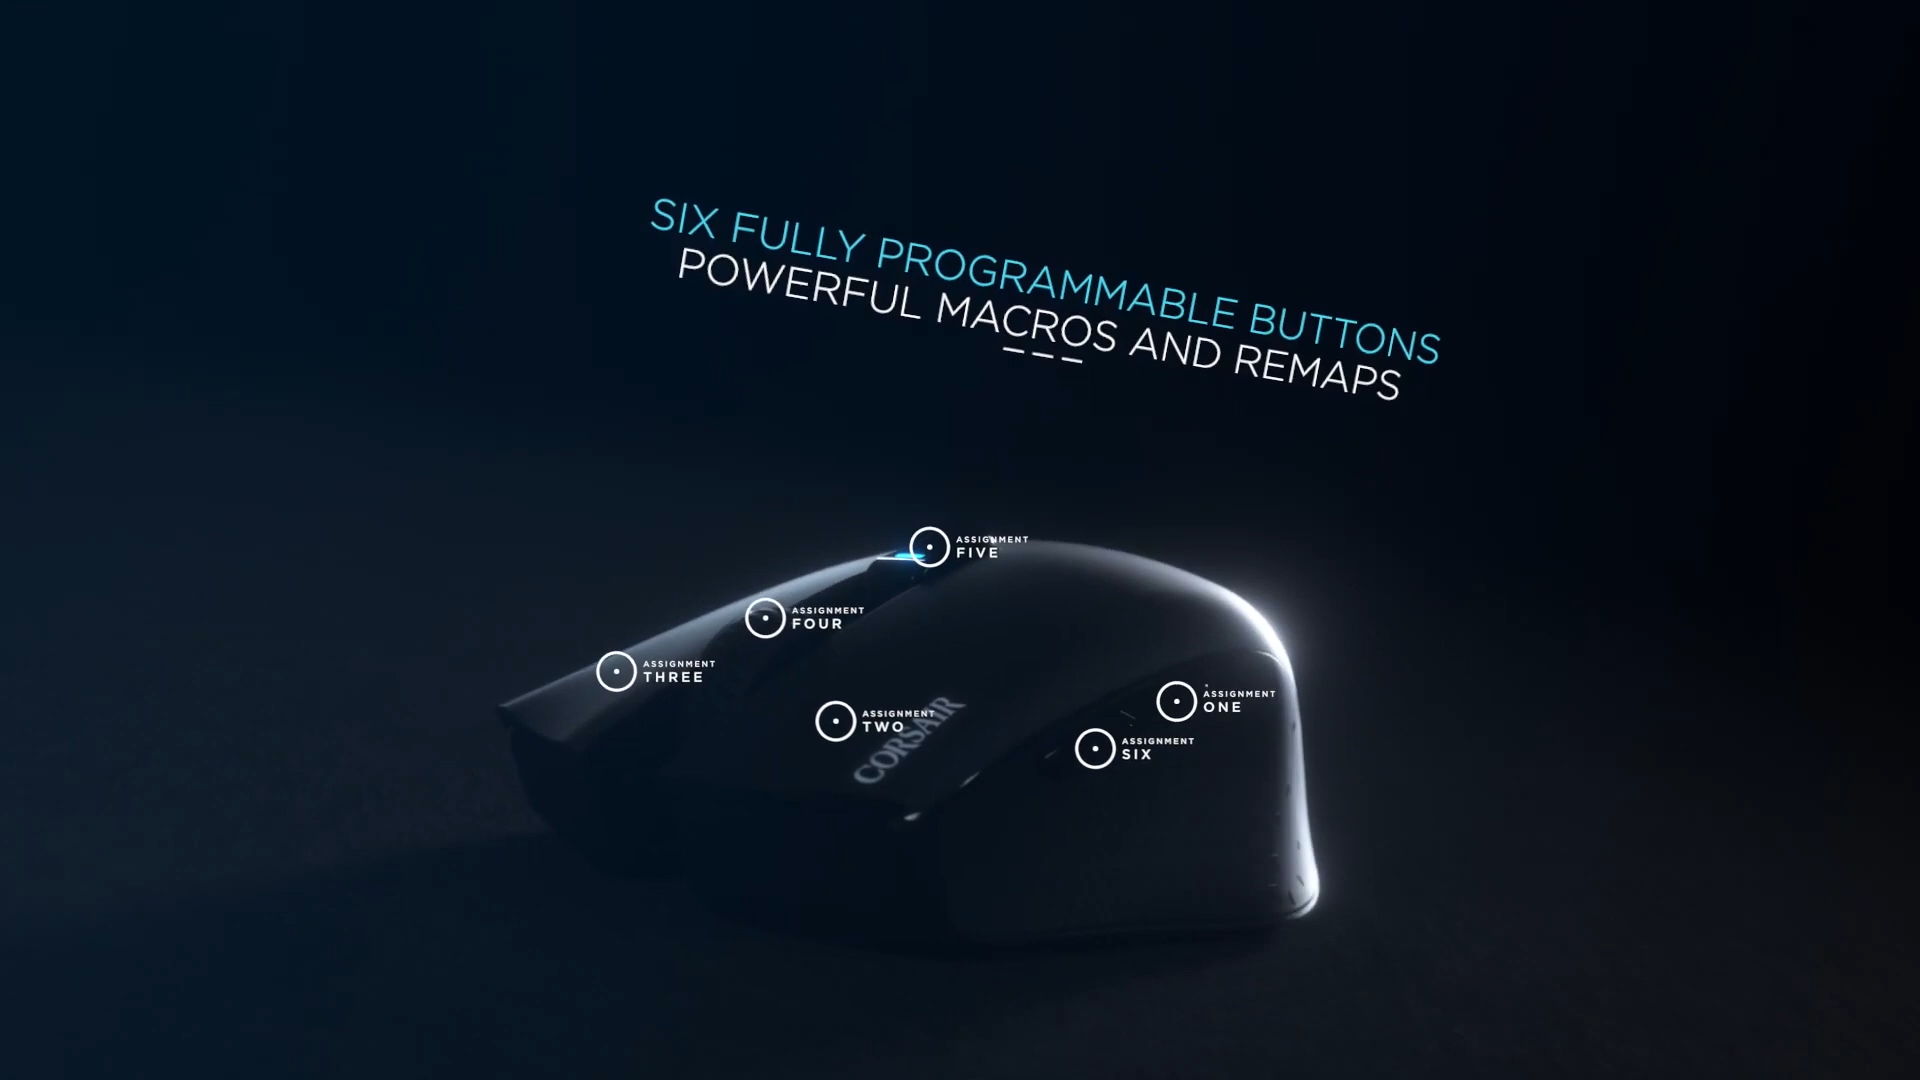 SIX FULLY PROGRAMMABLE BUTTONS
POWERFUL MACROS AND REMAPS
ASSIGNMENT
FIVE
ASSIGNMENT
FOUR
ASSIGNMENT
THREE
ASSIGNMENT
TWO
CORSAIR
ASSIGNMENT
ONE
ASSIGNMENT
SIX